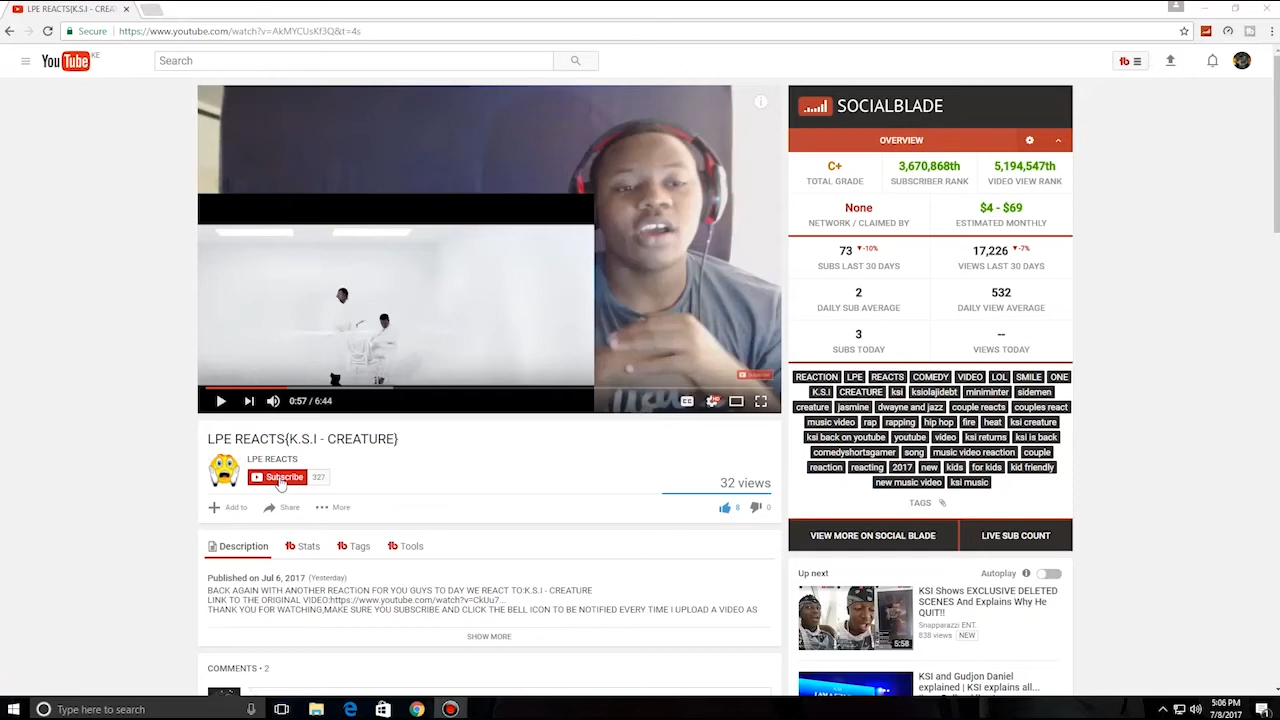 LPE REACTS{K.S.I - CREA
Secure
https://www.youtube.com/watch?v=AkMYCUsKf3Q&t=4s
YouTube KE
Search
SOCIALBLADE
OVERVIEW
C+ 3,670,868th 5,194,547th
TOTAL GRADE SUBSCRIBER RANK VIDEO VIEW RANK
None $4 - $69
NETWORK / CLAIMED BY ESTIMATED MONTHLY
73 -10% 17,226 -7%
SUBS LAST 30 DAYS VIEWS LAST 30 DAYS
2 532
DAILY SUB AVERAGE DAILY VIEW AVERAGE
3 --
SUBS TODAY VIEWS TODAY
REACTION LPE REACTS COMEDY VIDEO LOL SMILE ONE
K.S.I CREATURE ksi ksiolajidebt miniminter sidemen
creature jasmine dwayne and jazz couple reacts couples react
music video rap rapping hip hop fire heat ksi creature
ksi back on youtube youtube video ksi returns ksi is back
comedyshortsgamer song music video reaction couple
reaction reacting 2017 new kids for kids kid friendly
new music video ksi music
TAGS
VIEW MORE ON SOCIAL BLADE LIVE SUB COUNT
0:57 / 6:44
CC
HD
LPE REACTS{K.S.I - CREATURE}
LPE REACTS
Subscribe 327
32 views
Add to Share More
8 0
Description Stats Tags Tools
Published on Jul 6, 2017 (Yesterday)
BACK AGAIN WITH ANOTHER REACTION FOR YOU GUYS TO DAY WE REACT TO:K.S.I - CREATURE
LINK TO THE ORIGINAL VIDEO:https://www.youtube.com/watch?v=CkUu7...
THANK YOU FOR WATCHING,MAKE SURE YOU SUBSCRIBE AND CLICK THE BELL ICON TO BE NOTIFIED EVERY TIME I UPLOAD A VIDEO AS
SHOW MORE
COMMENTS • 2
Up next Autoplay
KSI Shows EXCLUSIVE DELETED
SCENES And Explains Why He
QUIT!!
Snapparazzi ENT.
838 views NEW
5:58
KSI and Gudjon Daniel
explained | KSI explains all...
Type here to search
5:06 PM
7/8/2017